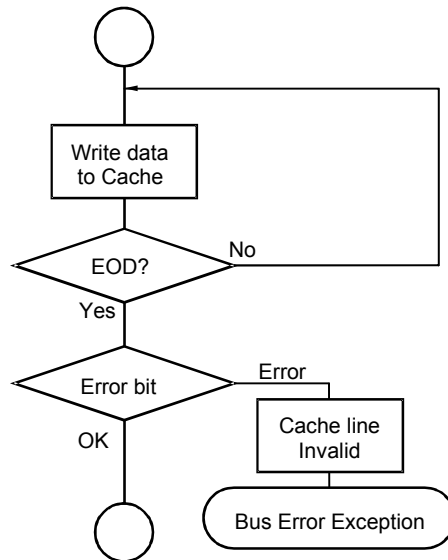 Write data
to Cache
EOD?
No
Yes
Error bit
Error
OK
Cache line
Invalid
Bus Error Exception